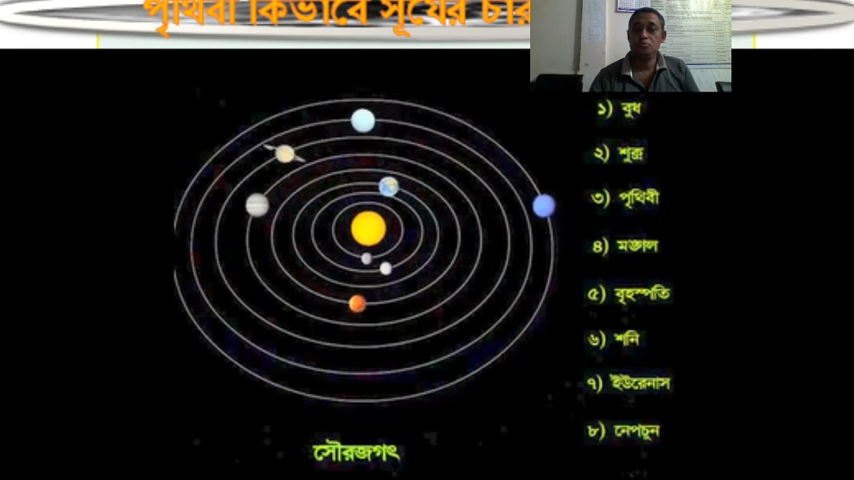 পৃথিবী কিভাবে সূর্যের চার
১) বুধ
২) শুক্র
৩) পৃথিবী
৪) মঙ্গল
৫) বৃহস্পতি
৬) শনি
৭) ইউরেনাস
৮) নেপচুন
সৌরজগৎ